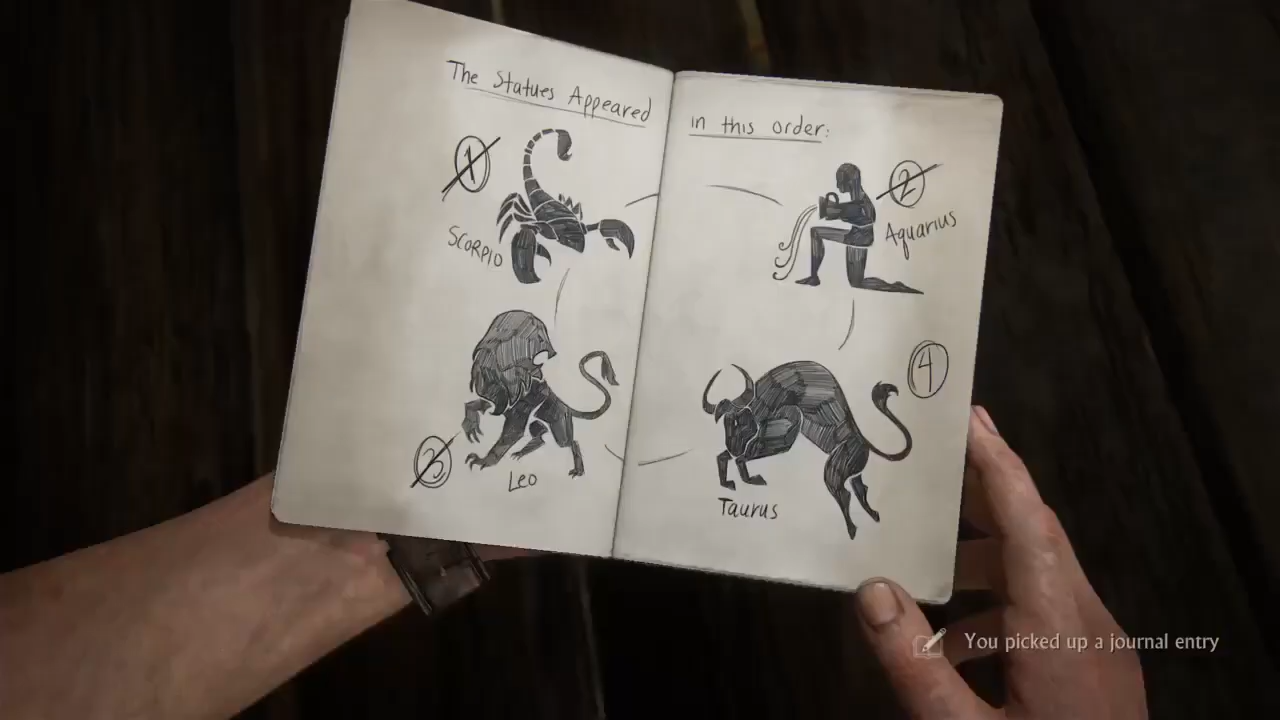 The Statues Appeared
in this order:
1
SCORPIO
2
Aquarius
3
Leo
4
Taurus
You picked up a journal entry